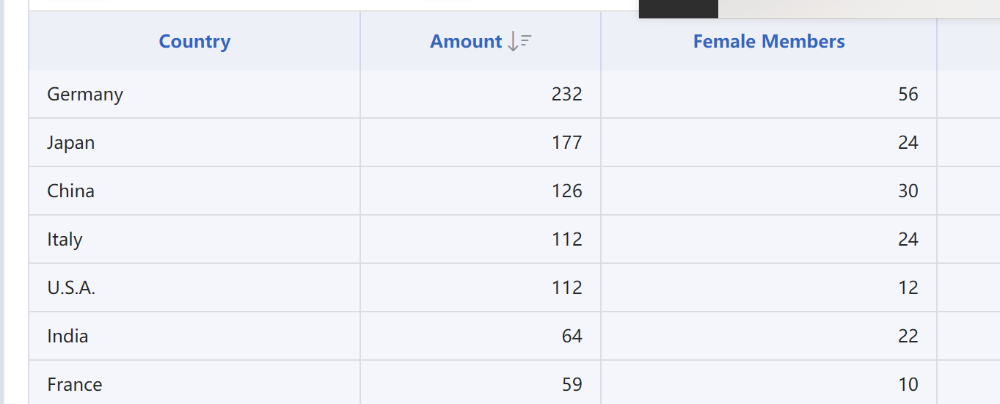 Country Amount Female Members
Germany 232 56
Japan 177 24
China 126 30
Italy 112 24
U.S.A. 112 12
India 64 22
France 59 10